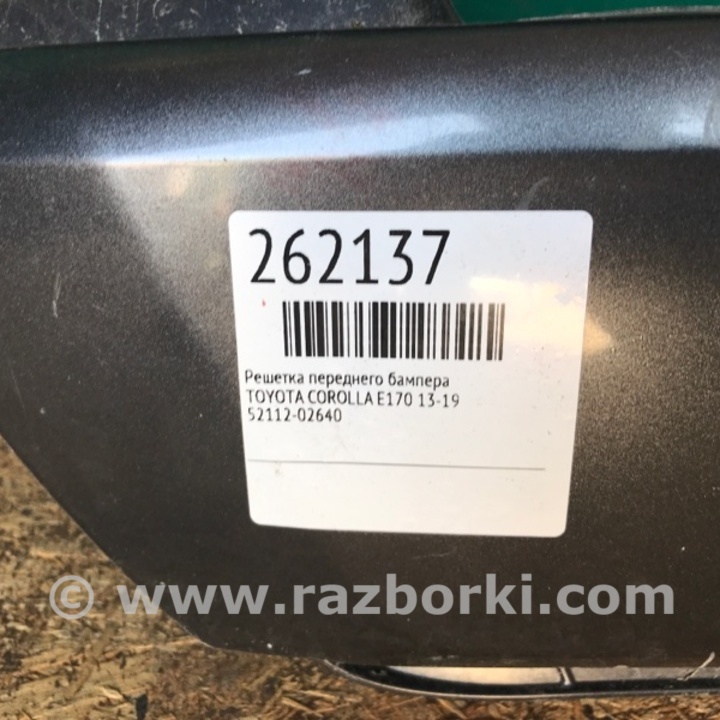 262137
Решетка переднего бампера
TOYOTA COROLLA E170 13-19
52112-02640
© www.razborki.com